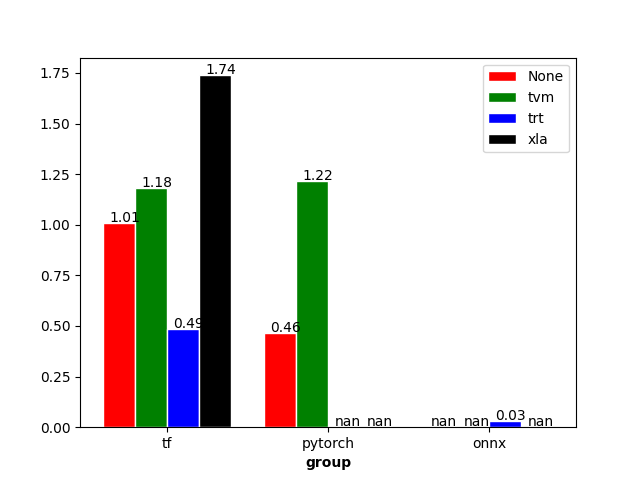 None
tvm
trt
xla
1.75
1.50
1.25
1.00
0.75
0.50
0.25
0.00
1.01
1.18
0.49
1.74
0.46
1.22
nan nan
nan nan 0.03 nan
tf pytorch onnx
group